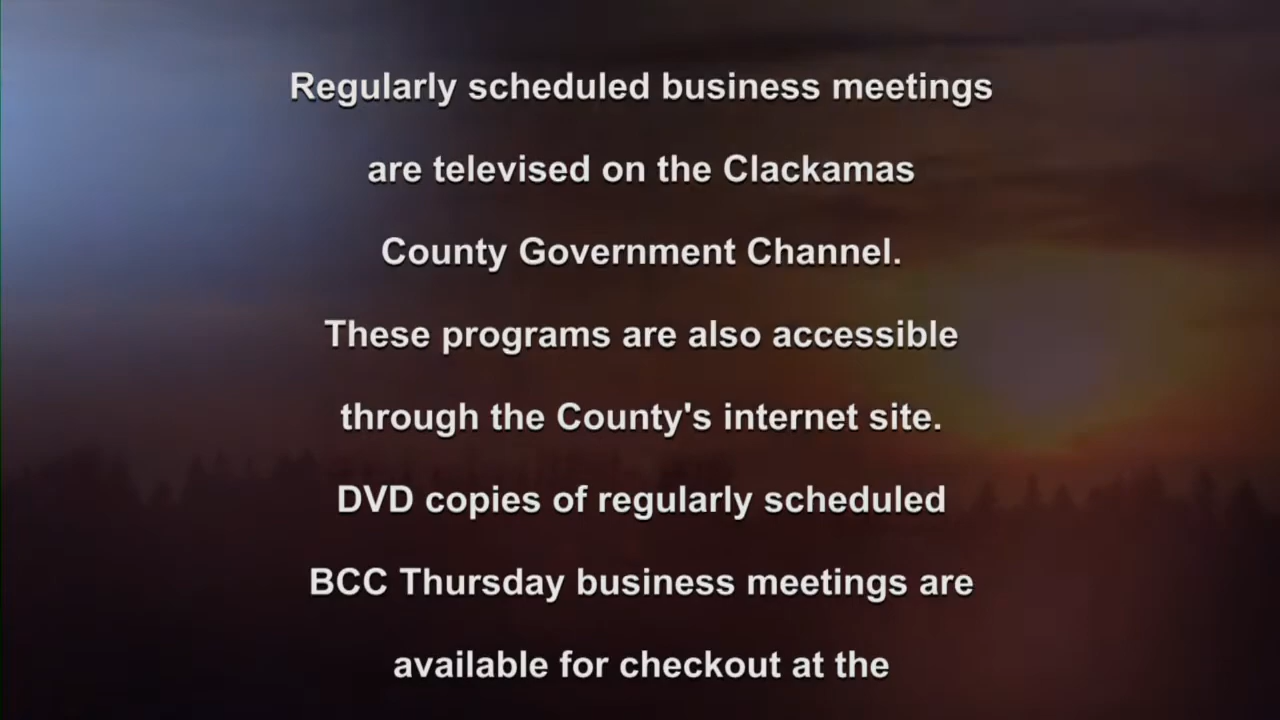 Regularly scheduled business meetings
are televised on the Clackamas
County Government Channel.
These programs are also accessible
through the County's internet site.
DVD copies of regularly scheduled
BCC Thursday business meetings are
available for checkout at the